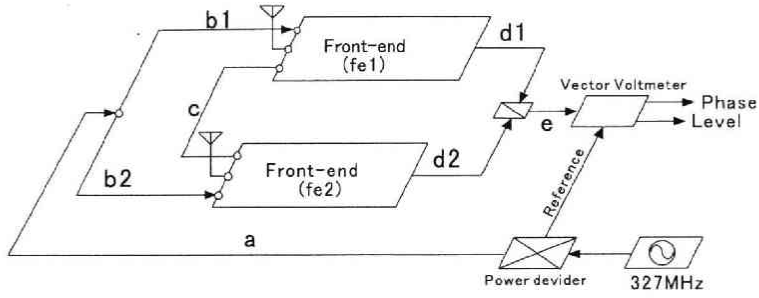 b1
d1
Front-end
(fe1)
Vector Voltmeter
Phase
Level
c
e
d2
Front-end
(fe2)
b2
Reference
a
Power devider
327MHz